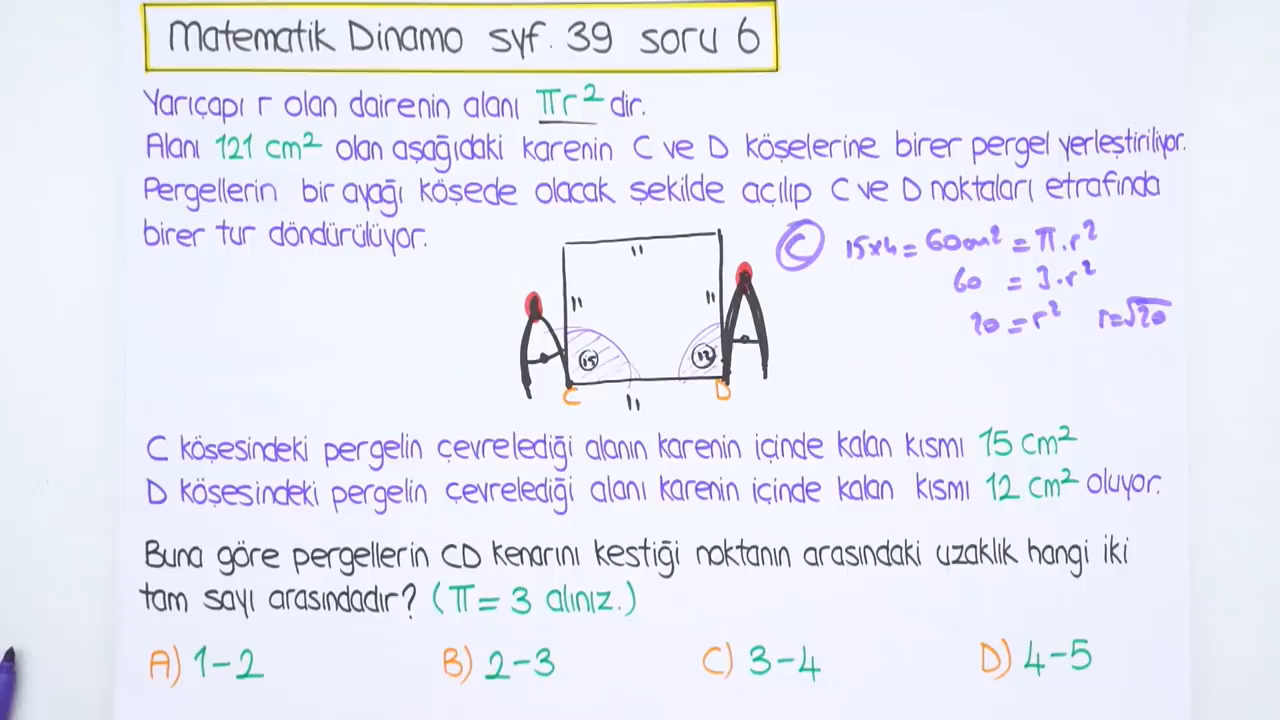 Matematik Dinamo syf. 39 soru 6
Yarıçapı r olan dairenin alanı πr² dir.
Alanı 121 cm² olan aşağıdaki karenin C ve D köşelerine birer pergel yerleştiriliyor.
Pergellerin bir ayağı köşede olacak şekilde açılıp C ve D noktaları etrafında
birer tur döndürülüyor.
C 15x4 = 60cm² = π.r²
60 = 3.r²
20 = r² r=√20
15 12
C D
C köşesindeki pergelin çevrelediği alanın karenin içinde kalan kısmı 15 cm²
D köşesindeki pergelin çevrelediği alanı karenin içinde kalan kısmı 12 cm² oluyor.
Buna göre pergellerin CD kenarını kestiği noktanın arasındaki uzaklık hangi iki
tam sayı arasındadır? (π = 3 alınız.)
A) 1-2 B) 2-3 C) 3-4 D) 4-5